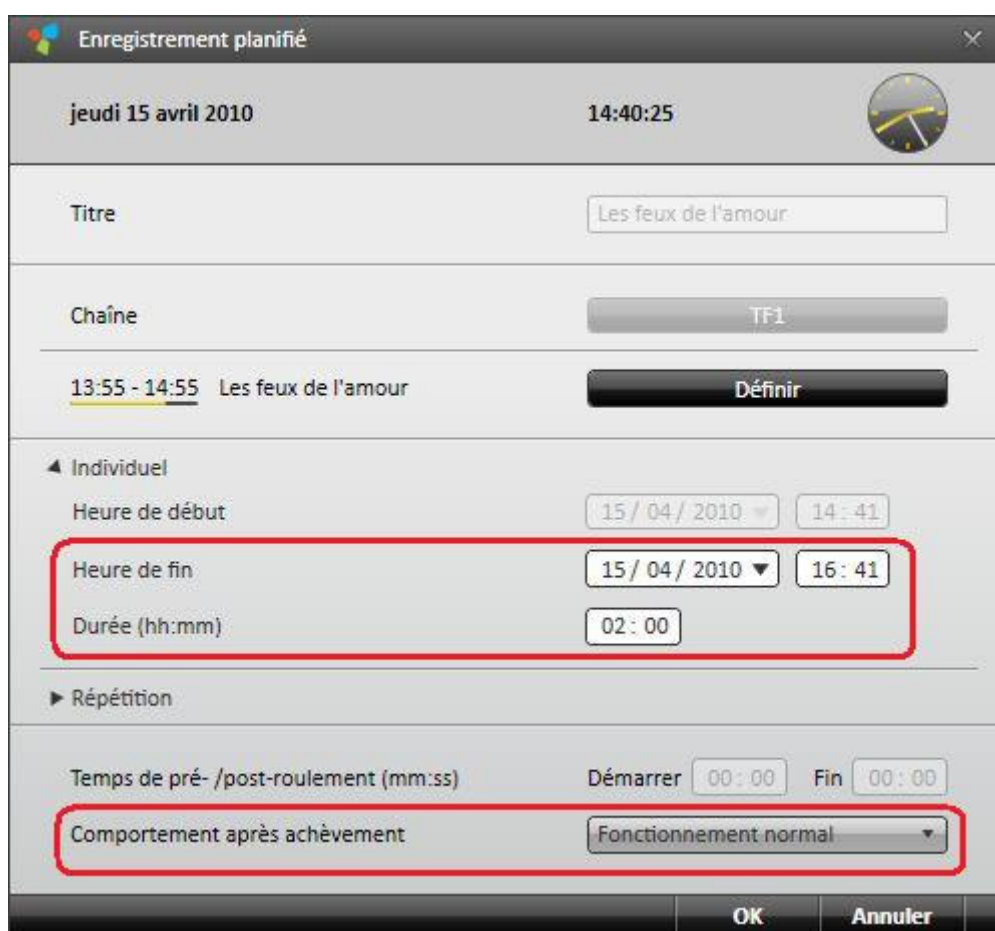 Enregistrement planifié
jeudi 15 avril 2010 14:40:25
Titre Les feux de l'amour
Chaîne TF1
13:55 - 14:55 Les feux de l'amour Définir
Individuel
Heure de début 15 / 04 / 2010 14 : 41
Heure de fin 15 / 04 / 2010 16 : 41
Durée (hh:mm) 02 : 00
Répétition
Temps de pré- /post-roulement (mm:ss) Démarrer 00 : 00 Fin 00 : 00
Comportement après achèvement Fonctionnement normal
OK Annuler